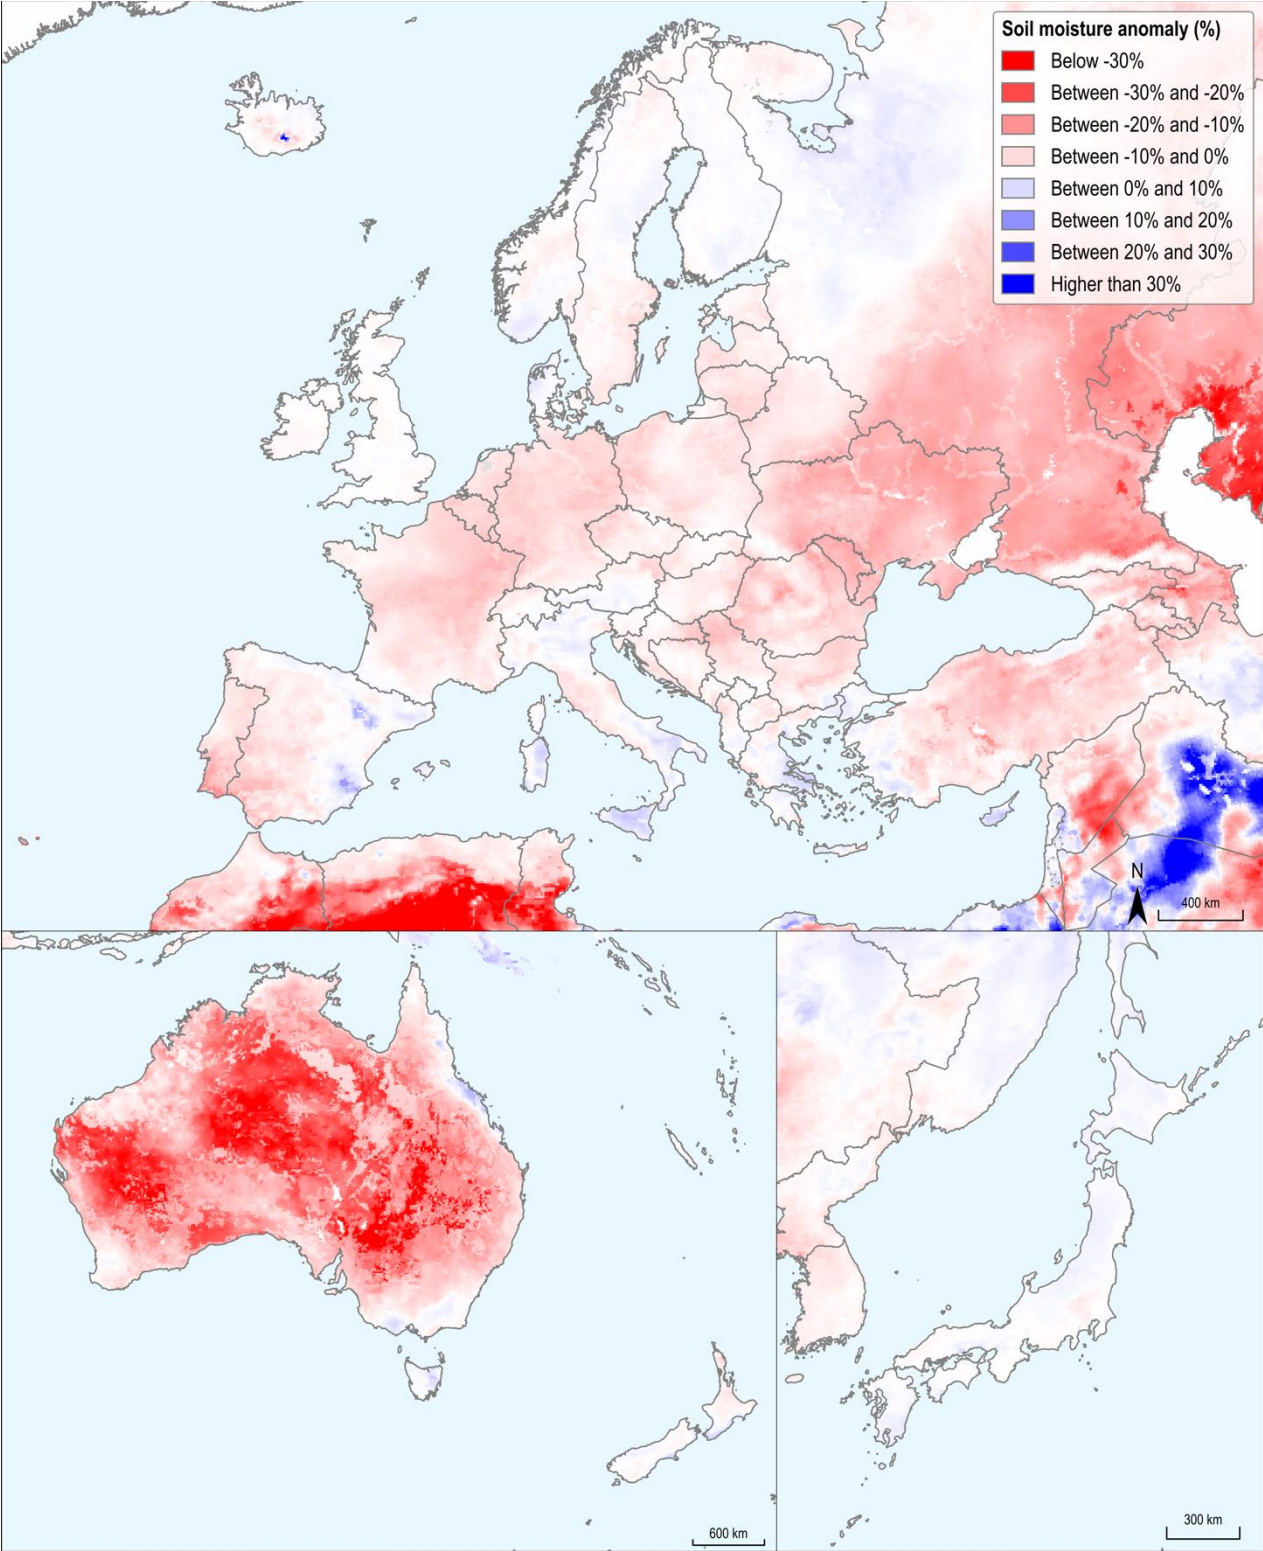 Soil moisture anomaly (%)
Below -30%
Between -30% and -20%
Between -20% and -10%
Between -10% and 0%
Between 0% and 10%
Between 10% and 20%
Between 20% and 30%
Higher than 30%
N
400 km
600 km
300 km